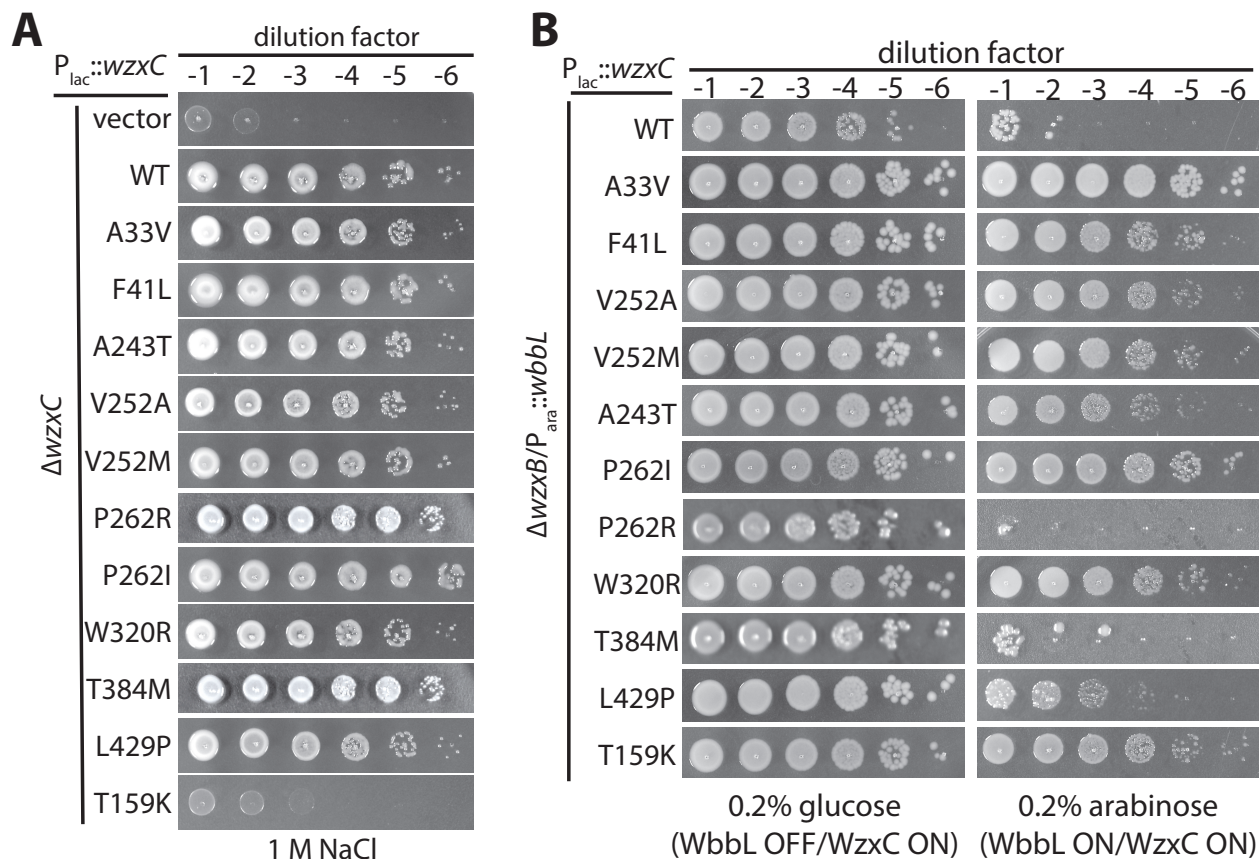 A
dilution factor
Plac::wzxC
-1 -2 -3 -4 -5 -6
vector
WT
A33V
F41L
A243T
V252A
V252M
P262R
P262I
W320R
T384M
L429P
T159K
ΔwzxC
1 M NaCl
B
dilution factor
Plac::wzxC
-1 -2 -3 -4 -5 -6 -1 -2 -3 -4 -5 -6
WT
A33V
F41L
V252A
V252M
A243T
P262I
P262R
W320R
T384M
L429P
T159K
ΔwzxB/Para::wbbL
0.2% glucose
(WbbL OFF/WzxC ON)
0.2% arabinose
(WbbL ON/WzxC ON)